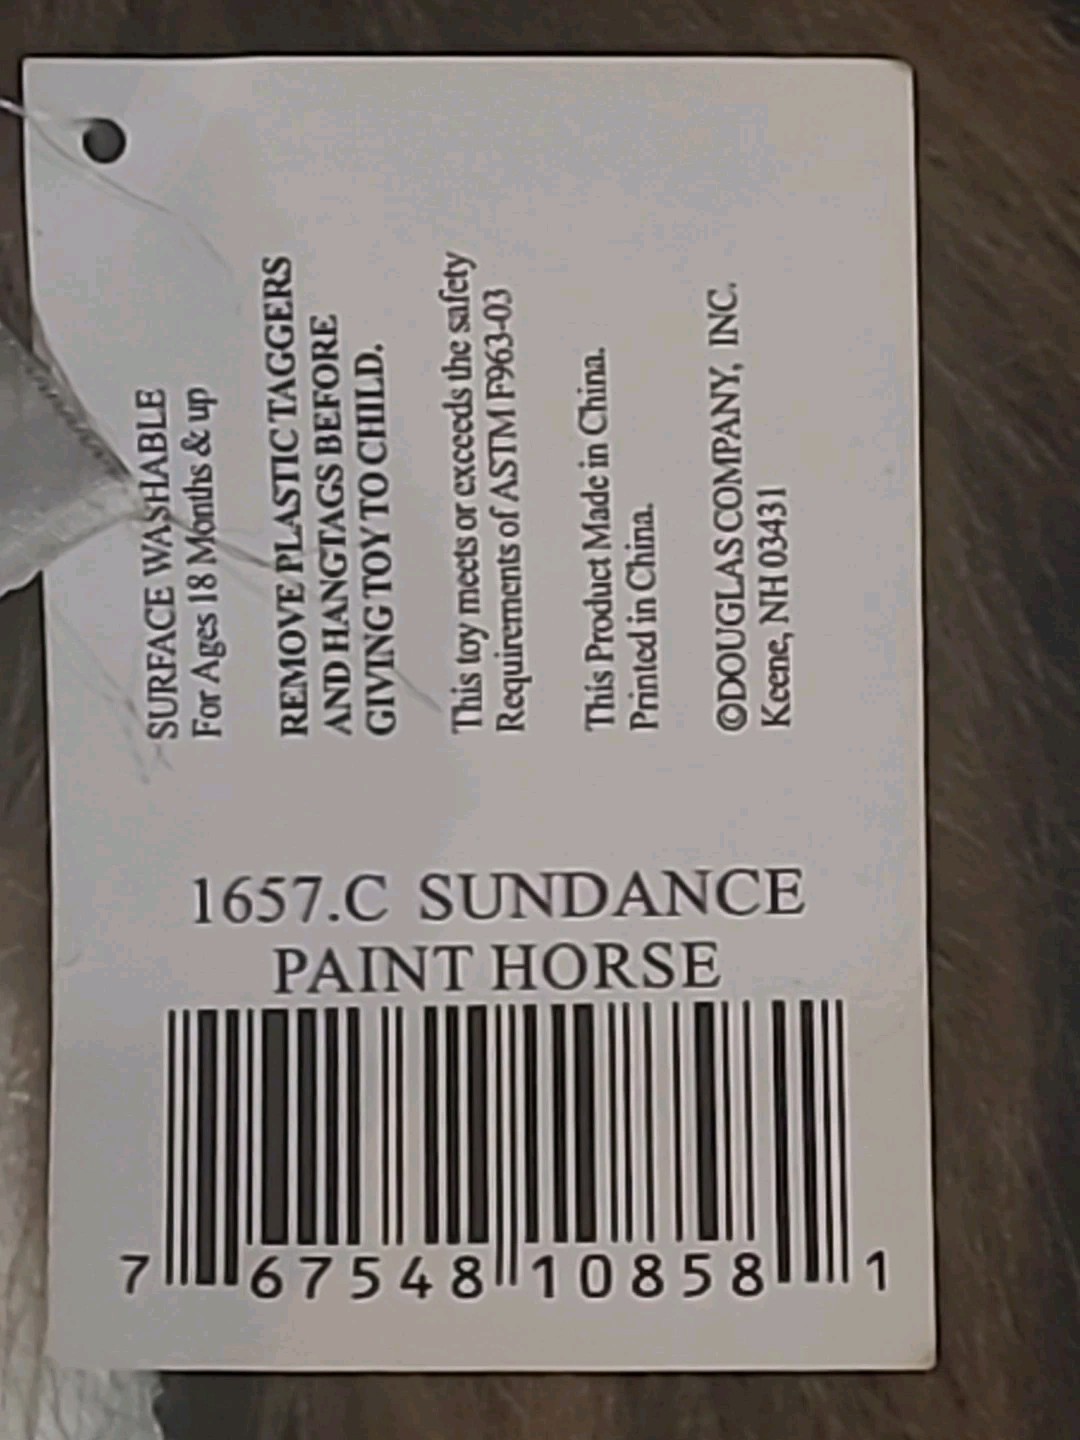 SURFACE WASHABLE
For Ages 18 Months & up
REMOVE PLASTIC TAGGERS
AND HANGTAGS BEFORE
GIVING TOY TO CHILD.
This toy meets or exceeds the safety
Requirements of ASTM F963-03
This Product Made in China.
Printed in China.
©DOUGLAS COMPANY, INC.
Keene, NH 03431
1657.C SUNDANCE
PAINT HORSE
7 67548 10858 1